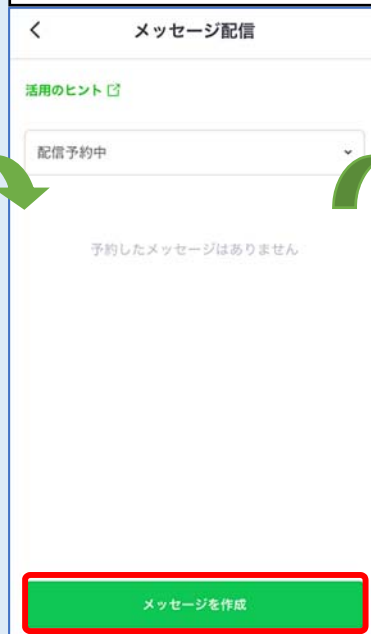 メッセージ配信
活用のヒント
配信予約中
予約したメッセージはありません
メッセージを作成